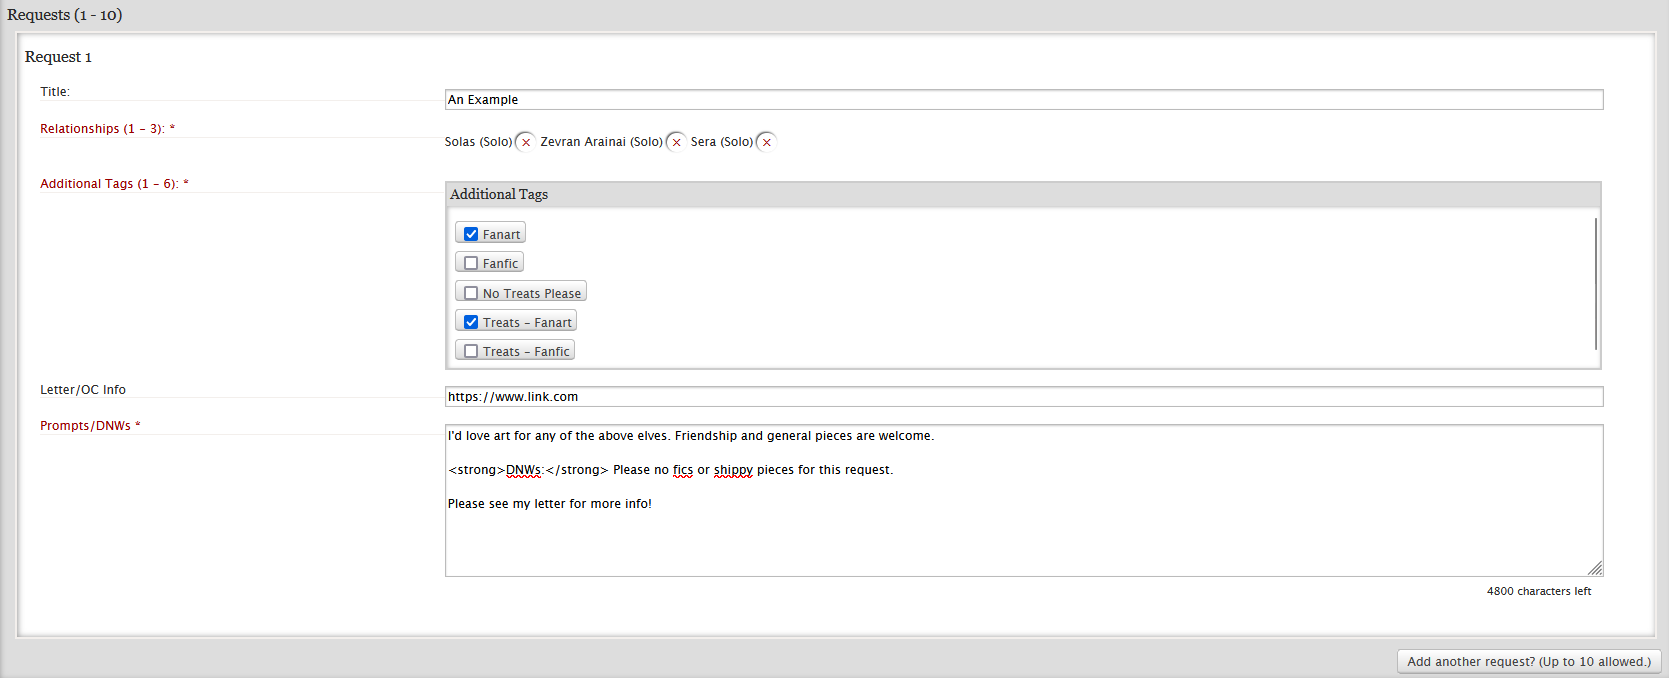 Requests (1 - 10)
Request 1
Title:
An Example
Relationships (1 - 3): *
Solas (Solo) × Zevran Arainai (Solo) × Sera (Solo) ×
Additional Tags (1 - 6): *
Additional Tags
Fanart
Fanfic
No Treats Please
Treats - Fanart
Treats - Fanfic
Letter/OC Info
https://www.link.com
Prompts/DNWs *
I'd love art for any of the above elves. Friendship and general pieces are welcome.
<strong>DNWs:</strong> Please no fics or shippy pieces for this request.
Please see my letter for more info!
4800 characters left
Add another request? (Up to 10 allowed.)